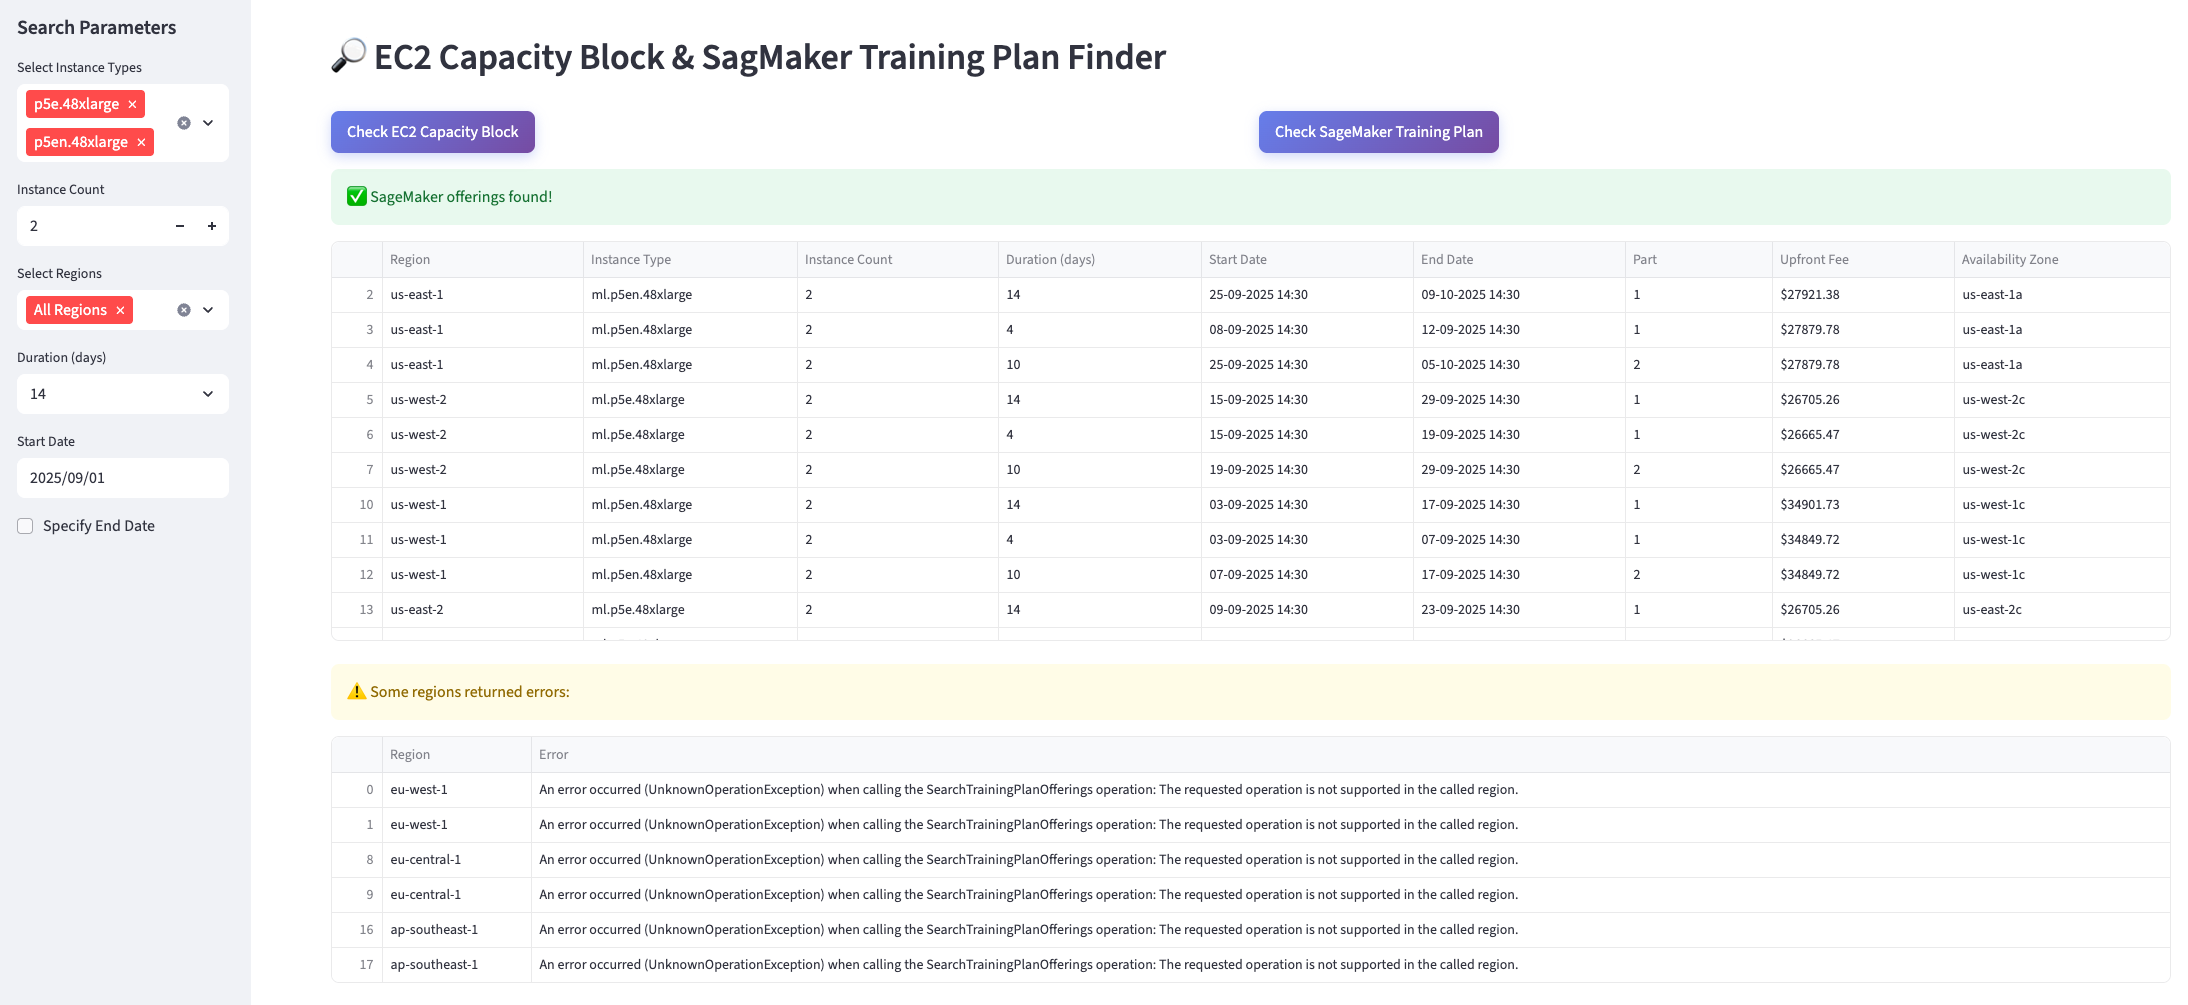 Search Parameters
Select Instance Types
p5e.48xlarge ×
p5en.48xlarge ×
Instance Count
2 − +
Select Regions
All Regions ×
Duration (days)
14
Start Date
2025/09/01
Specify End Date
EC2 Capacity Block & SagMaker Training Plan Finder
Check EC2 Capacity Block
Check SageMaker Training Plan
SageMaker offerings found!
Region Instance Type Instance Count Duration (days) Start Date End Date Part Upfront Fee Availability Zone
2 us-east-1 ml.p5en.48xlarge 2 14 25-09-2025 14:30 09-10-2025 14:30 1 $27921.38 us-east-1a
3 us-east-1 ml.p5en.48xlarge 2 4 08-09-2025 14:30 12-09-2025 14:30 1 $27879.78 us-east-1a
4 us-east-1 ml.p5en.48xlarge 2 10 25-09-2025 14:30 05-10-2025 14:30 2 $27879.78 us-east-1a
5 us-west-2 ml.p5e.48xlarge 2 14 15-09-2025 14:30 29-09-2025 14:30 1 $26705.26 us-west-2c
6 us-west-2 ml.p5e.48xlarge 2 4 15-09-2025 14:30 19-09-2025 14:30 1 $26665.47 us-west-2c
7 us-west-2 ml.p5e.48xlarge 2 10 19-09-2025 14:30 29-09-2025 14:30 2 $26665.47 us-west-2c
10 us-west-1 ml.p5en.48xlarge 2 14 03-09-2025 14:30 17-09-2025 14:30 1 $34901.73 us-west-1c
11 us-west-1 ml.p5en.48xlarge 2 4 03-09-2025 14:30 07-09-2025 14:30 1 $34849.72 us-west-1c
12 us-west-1 ml.p5en.48xlarge 2 10 07-09-2025 14:30 17-09-2025 14:30 2 $34849.72 us-west-1c
13 us-east-2 ml.p5e.48xlarge 2 14 09-09-2025 14:30 23-09-2025 14:30 1 $26705.26 us-east-2c
Some regions returned errors:
Region Error
0 eu-west-1 An error occurred (UnknownOperationException) when calling the SearchTrainingPlanOfferings operation: The requested operation is not supported in the called region.
1 eu-west-1 An error occurred (UnknownOperationException) when calling the SearchTrainingPlanOfferings operation: The requested operation is not supported in the called region.
8 eu-central-1 An error occurred (UnknownOperationException) when calling the SearchTrainingPlanOfferings operation: The requested operation is not supported in the called region.
9 eu-central-1 An error occurred (UnknownOperationException) when calling the SearchTrainingPlanOfferings operation: The requested operation is not supported in the called region.
16 ap-southeast-1 An error occurred (UnknownOperationException) when calling the SearchTrainingPlanOfferings operation: The requested operation is not supported in the called region.
17 ap-southeast-1 An error occurred (UnknownOperationException) when calling the SearchTrainingPlanOfferings operation: The requested operation is not supported in the called region.